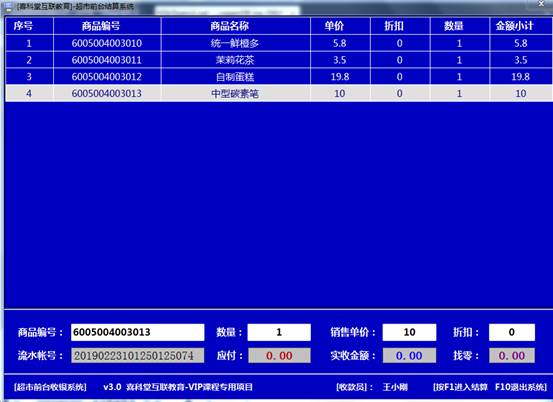 [喜科堂互联教育]-超市前台结算系统
序号 商品编号 商品名称 单价 折扣 数量 金额小计
1 6005004003010 统一鲜橙多 5.8 0 1 5.8
2 6005004003011 茉莉花茶 3.5 0 1 3.5
3 6005004003012 自制蛋糕 19.8 0 1 19.8
4 6005004003013 中型碳素笔 10 0 1 10
商品编号： 6005004003013 数量： 1 销售单价： 10 折扣： 0
流水帐号： 20190223101250125074 应付： 0.00 实收金额： 0.00 找零： 0.00
[超市前台收银系统] v3.0 喜科堂互联教育-VIP课程专用项目 [收款员]： 王小刚 [按F1进入结算 F10退出系统]